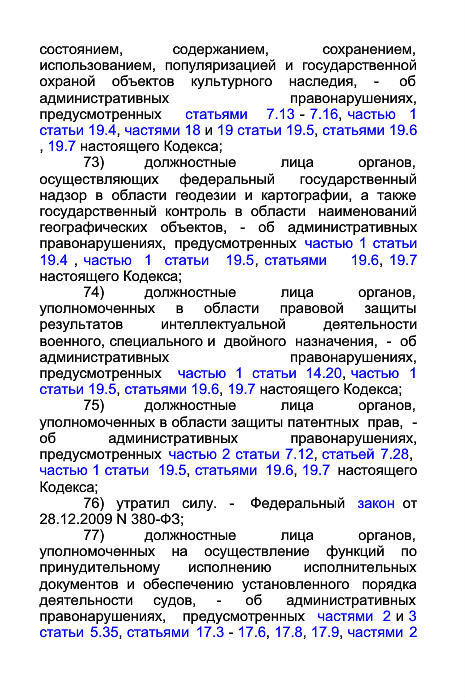 состоянием, содержанием, сохранением,
использованием, популяризацией и государственной
охраной объектов культурного наследия, - об
административных правонарушениях,
предусмотренных статьями 7.13 - 7.16, частью 1
статьи 19.4, частями 18 и 19 статьи 19.5, статьями 19.6
, 19.7 настоящего Кодекса;
73) должностные лица органов,
осуществляющих федеральный государственный
надзор в области геодезии и картографии, а также
государственный контроль в области наименований
географических объектов, - об административных
правонарушениях, предусмотренных частью 1 статьи
19.4 , частью 1 статьи 19.5, статьями 19.6, 19.7
настоящего Кодекса;
74) должностные лица органов,
уполномоченных в области правовой защиты
результатов интеллектуальной деятельности
военного, специального и двойного назначения, - об
административных правонарушениях,
предусмотренных частью 1 статьи 14.20, частью 1
статьи 19.5, статьями 19.6, 19.7 настоящего Кодекса;
75) должностные лица органов,
уполномоченных в области защиты патентных прав, -
об административных правонарушениях,
предусмотренных частью 2 статьи 7.12, статьей 7.28,
частью 1 статьи 19.5, статьями 19.6, 19.7 настоящего
Кодекса;
76) утратил силу. - Федеральный закон от
28.12.2009 N 380-ФЗ;
77) должностные лица органов,
уполномоченных на осуществление функций по
принудительному исполнению исполнительных
документов и обеспечению установленного порядка
деятельности судов, - об административных
правонарушениях, предусмотренных частями 2 и 3
статьи 5.35, статьями 17.3 - 17.6, 17.8, 17.9, частями 2